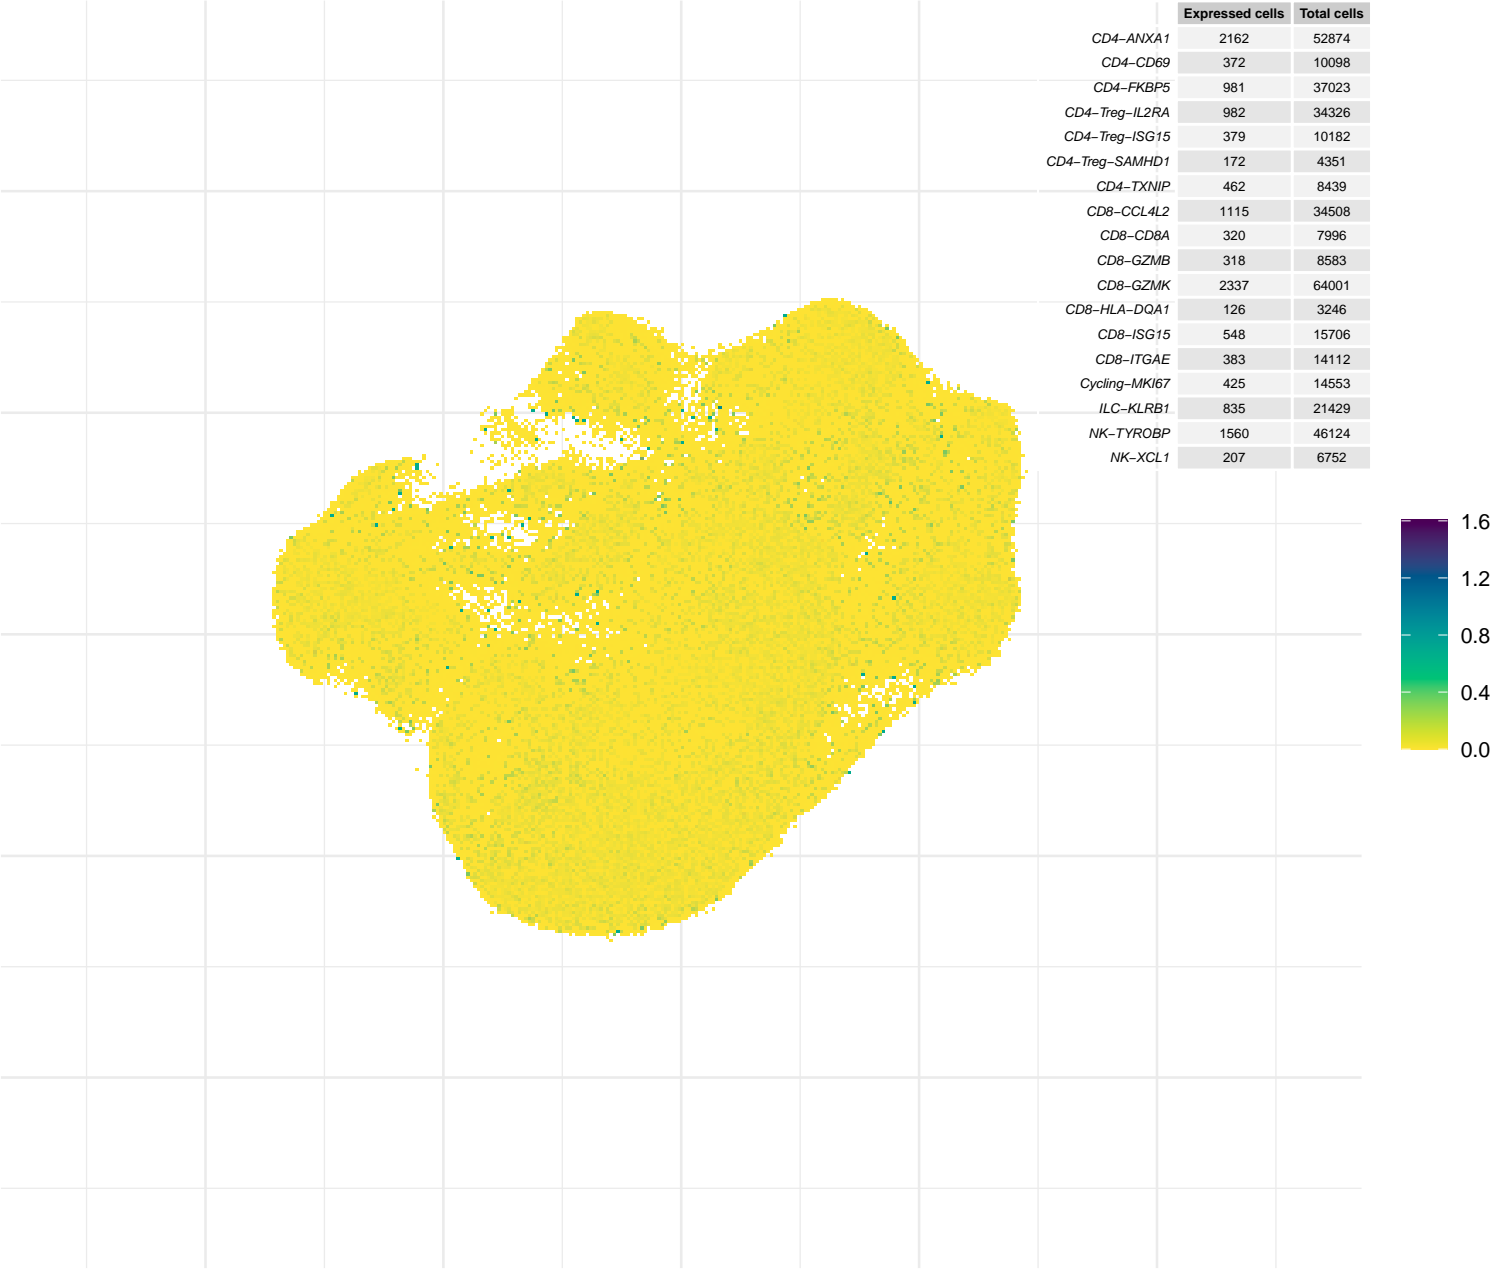 Expressed cells Total cells
CD4−ANXA1 2162 52874
CD4−CD69 372 10098
CD4−FKBP5 981 37023
CD4−Treg−IL2RA 982 34326
CD4−Treg−ISG15 379 10182
CD4−Treg−SAMHD1 172 4351
CD4−TXNIP 462 8439
CD8−CCL4L2 1115 34508
CD8−CD8A 320 7996
CD8−GZMB 318 8583
CD8−GZMK 2337 64001
CD8−HLA−DQA1 126 3246
CD8−ISG15 548 15706
CD8−ITGAE 383 14112
Cycling−MKI67 425 14553
ILC−KLRB1 835 21429
NK−TYROBP 1560 46124
NK−XCL1 207 6752
1.6
1.2
0.8
0.4
0.0